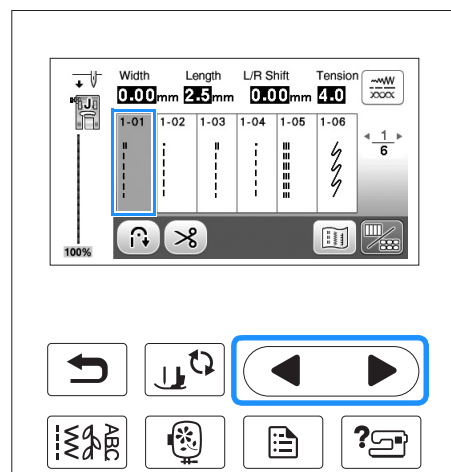 Width Length L/R Shift Tension
0.00mm 2.5mm 0.00mm 4.0
J
1-01 1-02 1-03 1-04 1-05 1-06
1
6
100%
ABC
?